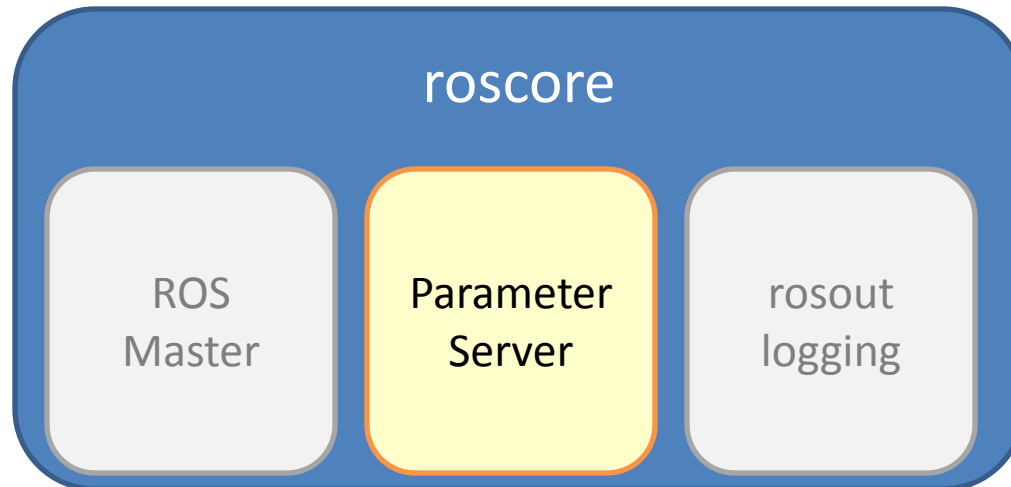 roscore
ROS
Master
Parameter
Server
rosout
logging